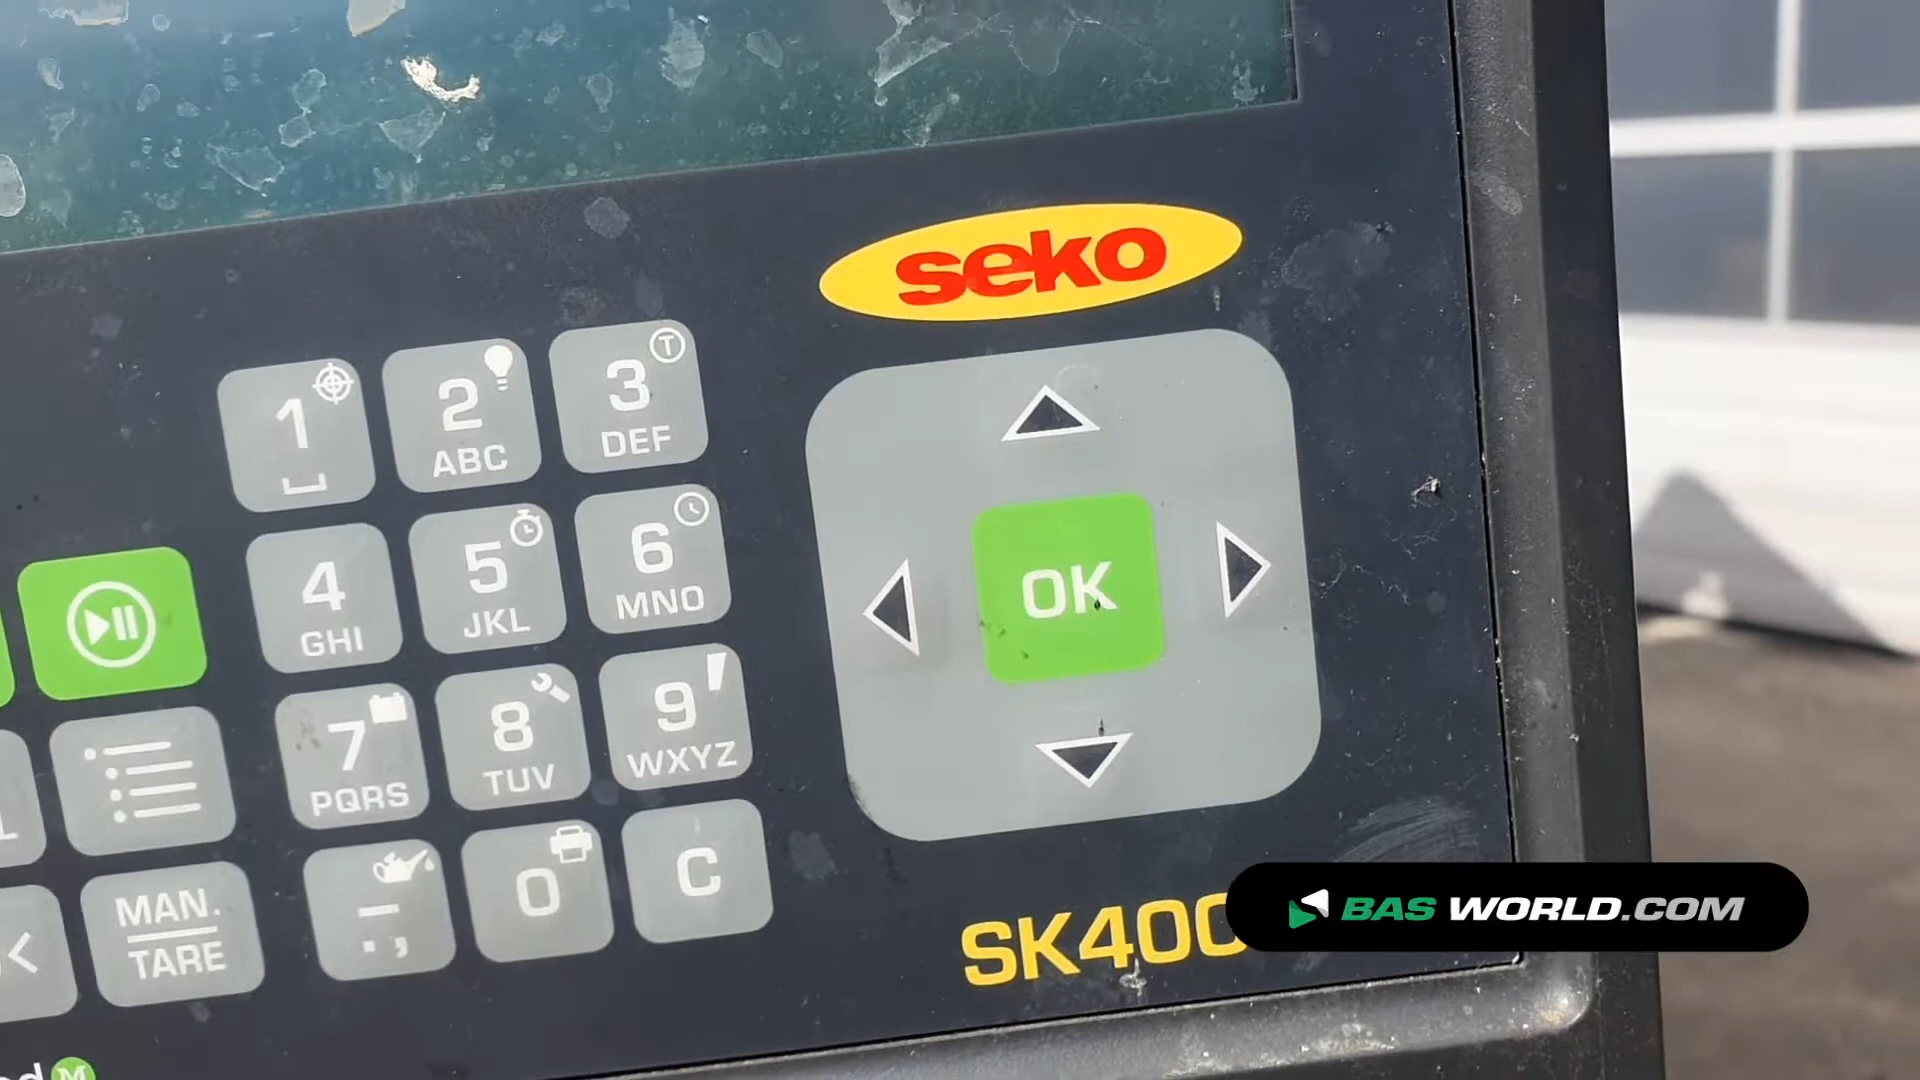 seko
1
2
ABC
3
T
DEF
4
GHI
5
JKL
6
MNO
OK
7
PQRS
8
TUV
9
WXYZ
MAN.
TARE
0
C
SK400
BAS WORLD.COM